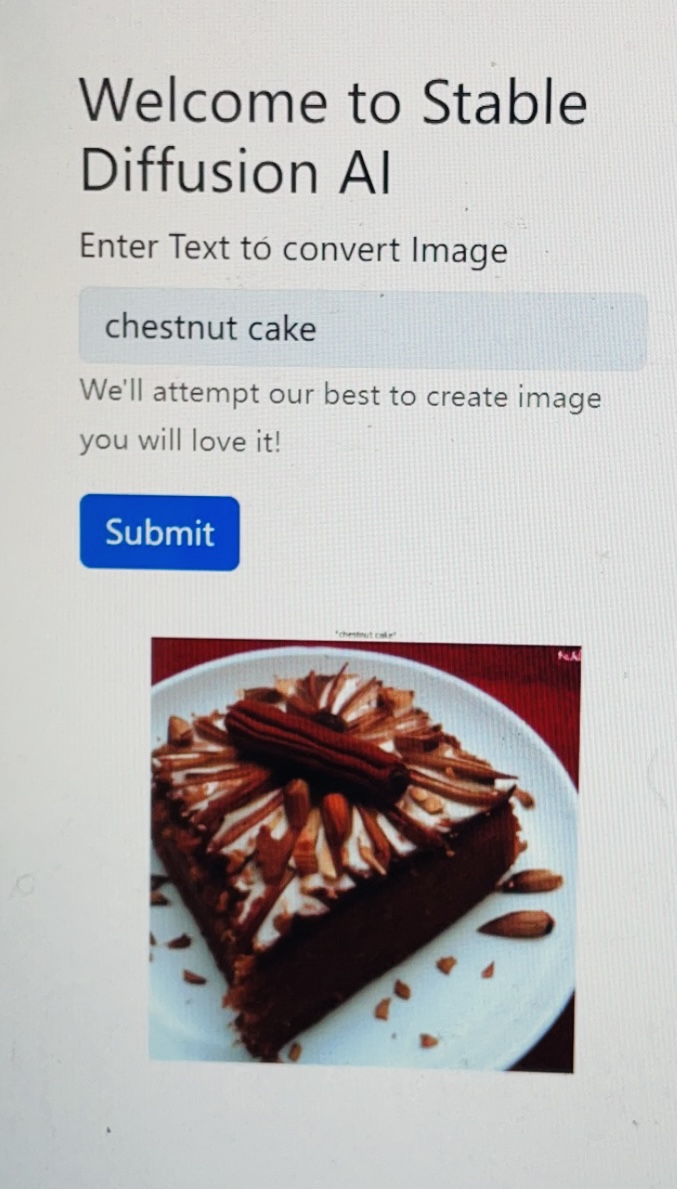 Welcome to Stable
Diffusion AI
Enter Text to convert Image
chestnut cake
We'll attempt our best to create image
you will love it!
Submit
"chestnut cake"